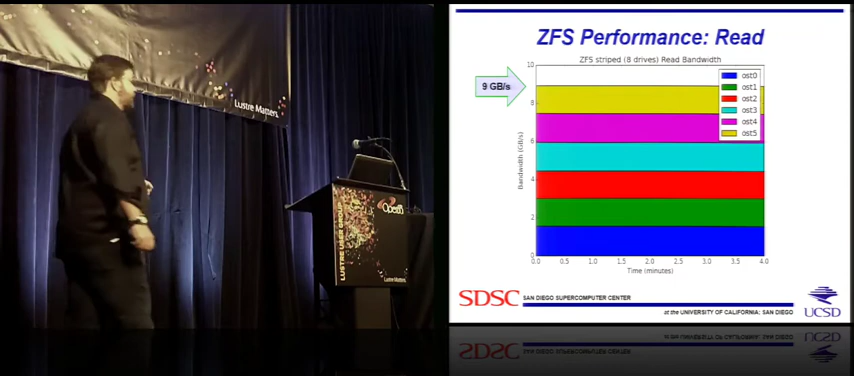 Lustre Matters.
LUSTRE USER GROUP
OpenSFS
Lustre Matters.
ZFS Performance: Read
ZFS striped (8 drives) Read Bandwidth
9 GB/s
Bandwidth (GB/s)
10
8
6
4
2
0
ost0
ost1
ost2
ost3
ost4
ost5
0.0 0.5 1.0 1.5 2.0 2.5 3.0 3.5 4.0
Time (minutes)
SDSC SAN DIEGO SUPERCOMPUTER CENTER
at the UNIVERSITY OF CALIFORNIA; SAN DIEGO
UCSD